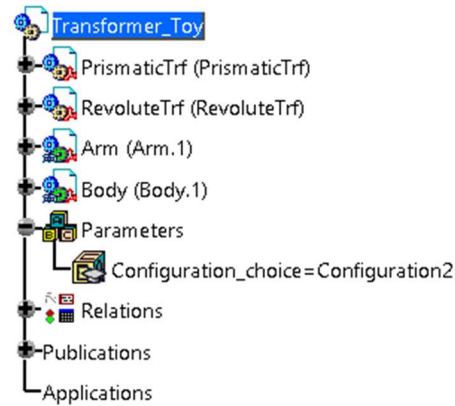 Transformer_Toy
PrismaticTrf (PrismaticTrf)
RevoluteTrf (RevoluteTrf)
Arm (Arm.1)
Body (Body.1)
Parameters
Configuration_choice=Configuration2
Relations
Publications
Applications